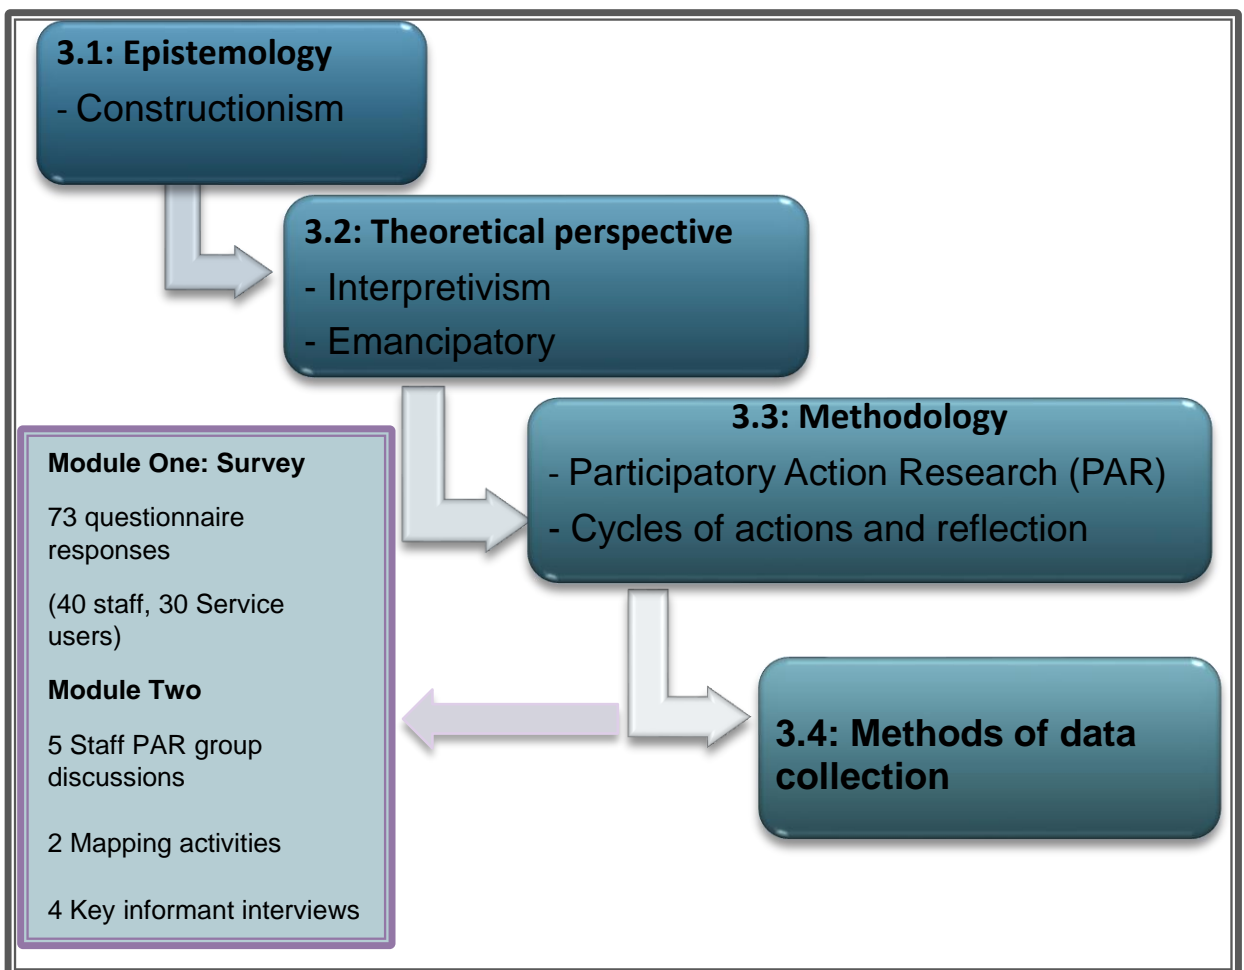 3.1: Epistemology
- Constructionism
3.2: Theoretical perspective
- Interpretivism
- Emancipatory
3.3: Methodology
- Participatory Action Research (PAR)
- Cycles of actions and reflection
3.4: Methods of data
collection
Module One: Survey
73 questionnaire
responses
(40 staff, 30 Service
users)
Module Two
5 Staff PAR group
discussions
2 Mapping activities
4 Key informant interviews